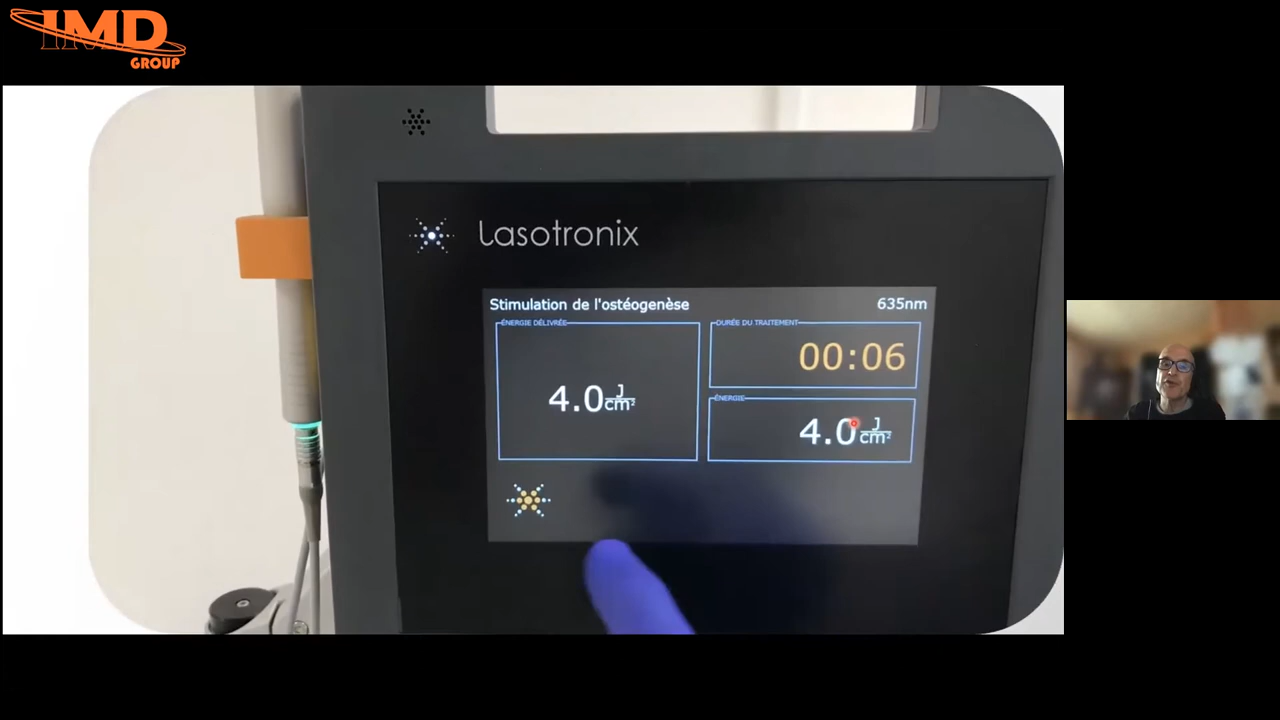 IMD
GROUP
Lasotronix
Stimulation de l'ostéogenèse 635nm
ÉNERGIE DÉLIVRÉE
4.0 J/cm²
DURÉE DU TRAITEMENT
00:06
ÉNERGIE
4.0 J/cm²